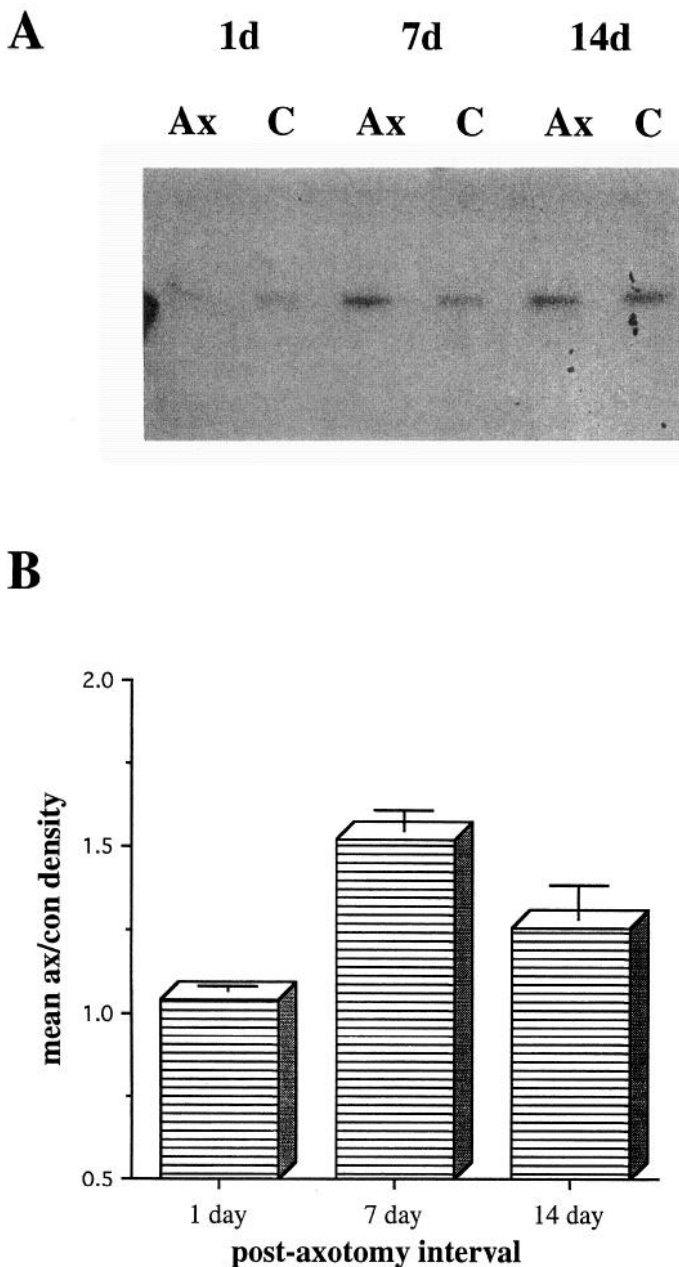 A
1d 7d 14d
Ax C Ax C Ax C
B
2.0
1.5
1.0
0.5
mean ax/con density
1 day 7 day 14 day
post-axotomy interval